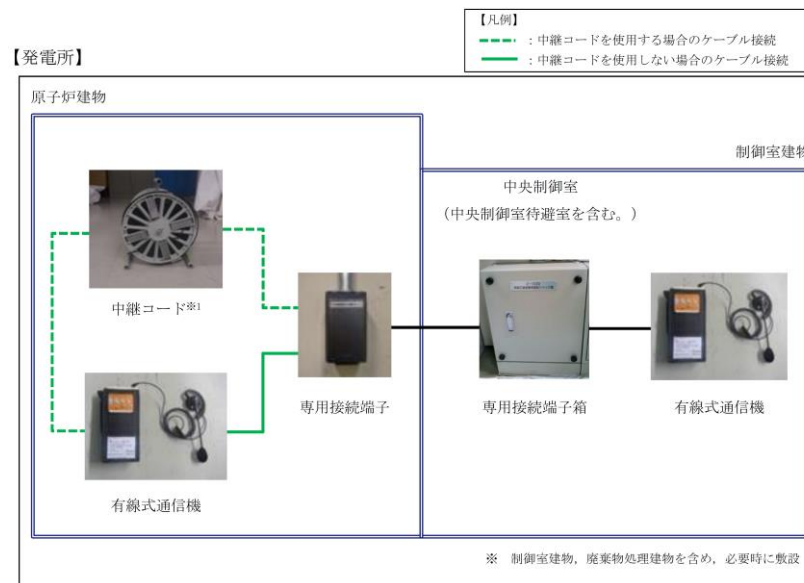 【凡例】
：中継コードを使用する場合のケーブル接続
：中継コードを使用しない場合のケーブル接続
【発電所】
原子炉建物
制御室建物
中央制御室
（中央制御室待避室を含む。）
中継コード※1
専用接続端子
専用接続端子箱
有線式通信機
有線式通信機
※　制御室建物，廃棄物処理建物を含め，必要時に敷設